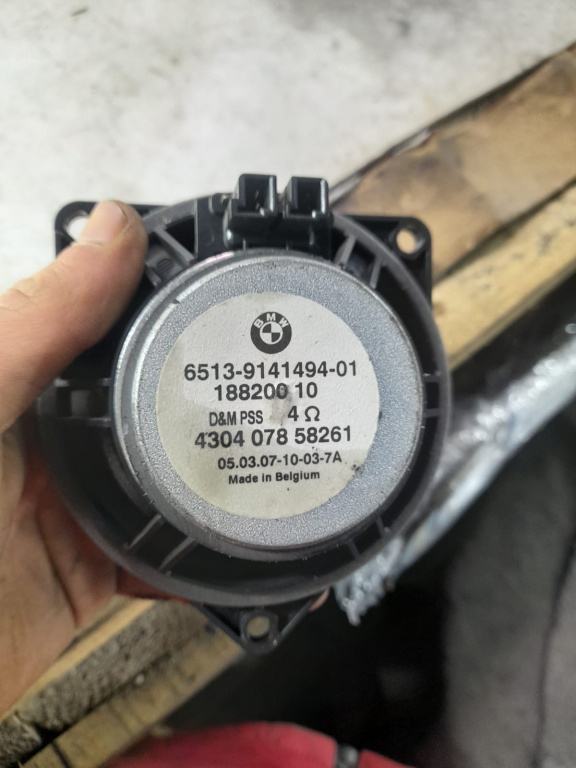 BMW
6513-9141494-01
188200 10
D&M PSS 4 Ω
4304 078 58261
05.03.07-10-03-7A
Made in Belgium